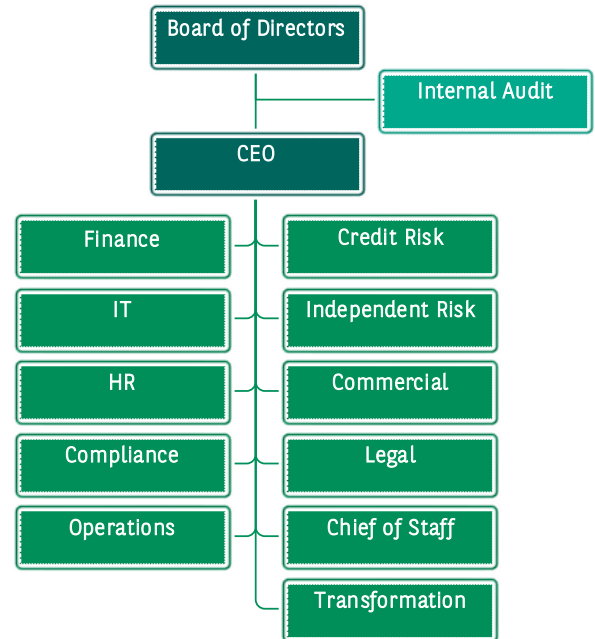 Board of Directors
Internal Audit
CEO
Finance
Credit Risk
IT
Independent Risk
HR
Commercial
Compliance
Legal
Operations
Chief of Staff
Transformation